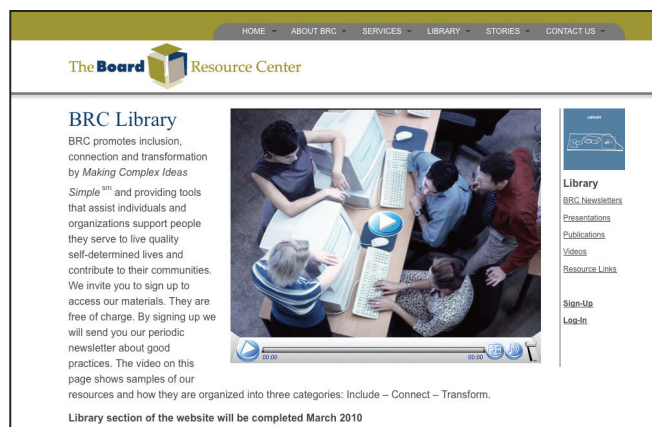 HOME ABOUT BRC SERVICES LIBRARY STORIES CONTACT US
The Board Resource Center
BRC Library
BRC promotes inclusion,
connection and transformation
by Making Complex Ideas
Simple sm and providing tools
that assist individuals and
organizations support people
they serve to live quality
self-determined lives and
contribute to their communities.
We invite you to sign up to
access our materials. They are
free of charge. By signing up we
will send you our periodic
newsletter about good
practices. The video on this
page shows samples of our
resources and how they are organized into three categories: Include – Connect – Transform.
Library section of the website will be completed March 2010
00:00 00:00
LIBRARY
Library
BRC Newsletters
Presentations
Publications
Videos
Resource Links
Sign-Up
Log-In